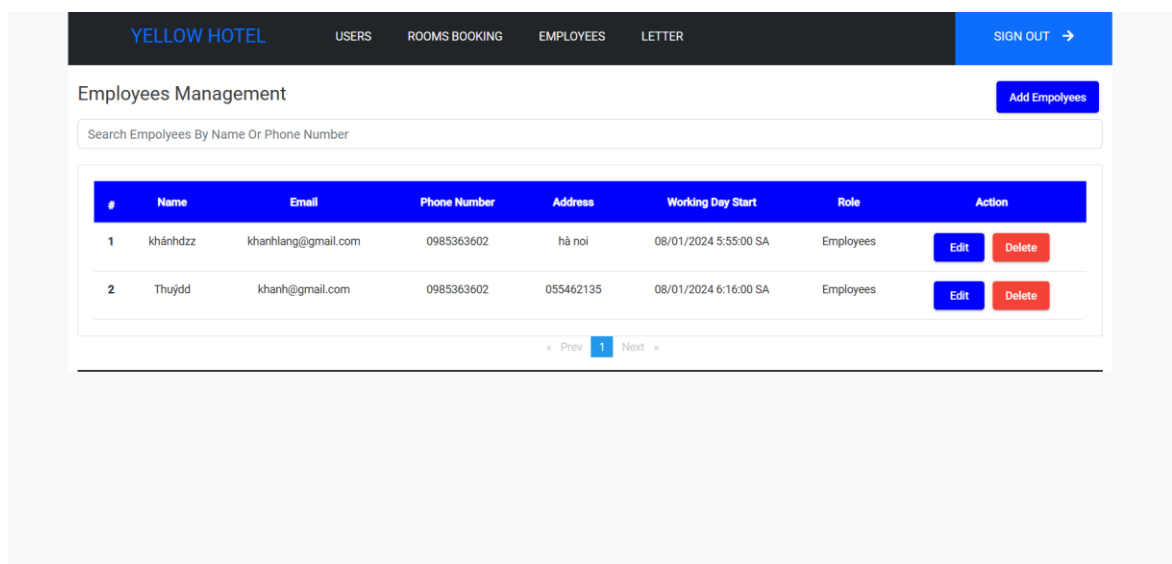 YELLOW HOTEL USERS ROOMS BOOKING EMPLOYEES LETTER SIGN OUT →
Employees Management Add Empolyees
Search Empolyees By Name Or Phone Number
# Name Email Phone Number Address Working Day Start Role Action
1 khánhdzz khanhlang@gmail.com 0985363602 hà noi 08/01/2024 5:55:00 SA Employees Edit Delete
2 Thuýdd khanh@gmail.com 0985363602 055462135 08/01/2024 6:16:00 SA Employees Edit Delete
« Prev 1 Next »